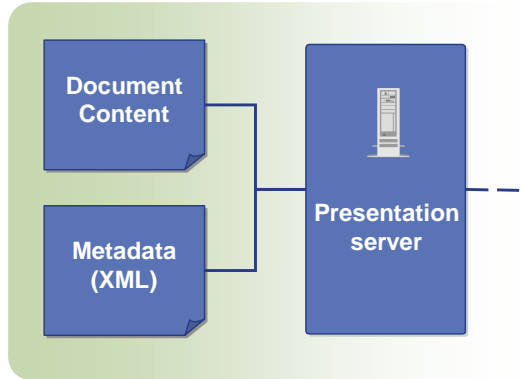 Document
Content
Metadata
(XML)
Presentation
server